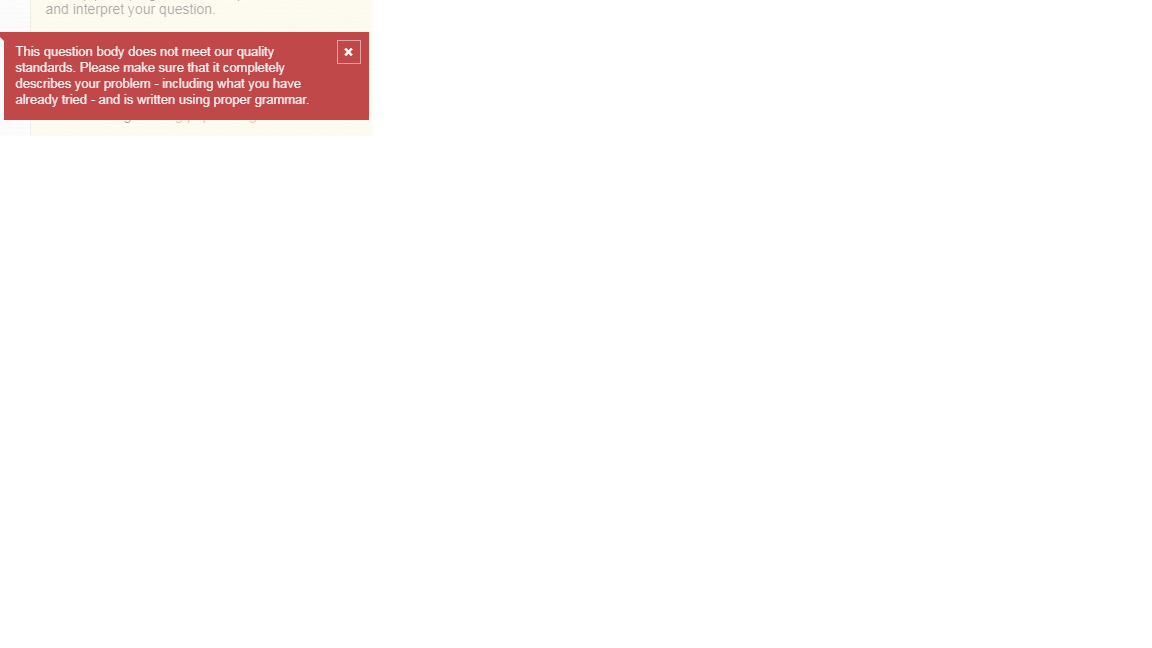 and interpret your question.
This question body does not meet our quality
standards. Please make sure that it completely
describes your problem - including what you have
already tried - and is written using proper grammar.